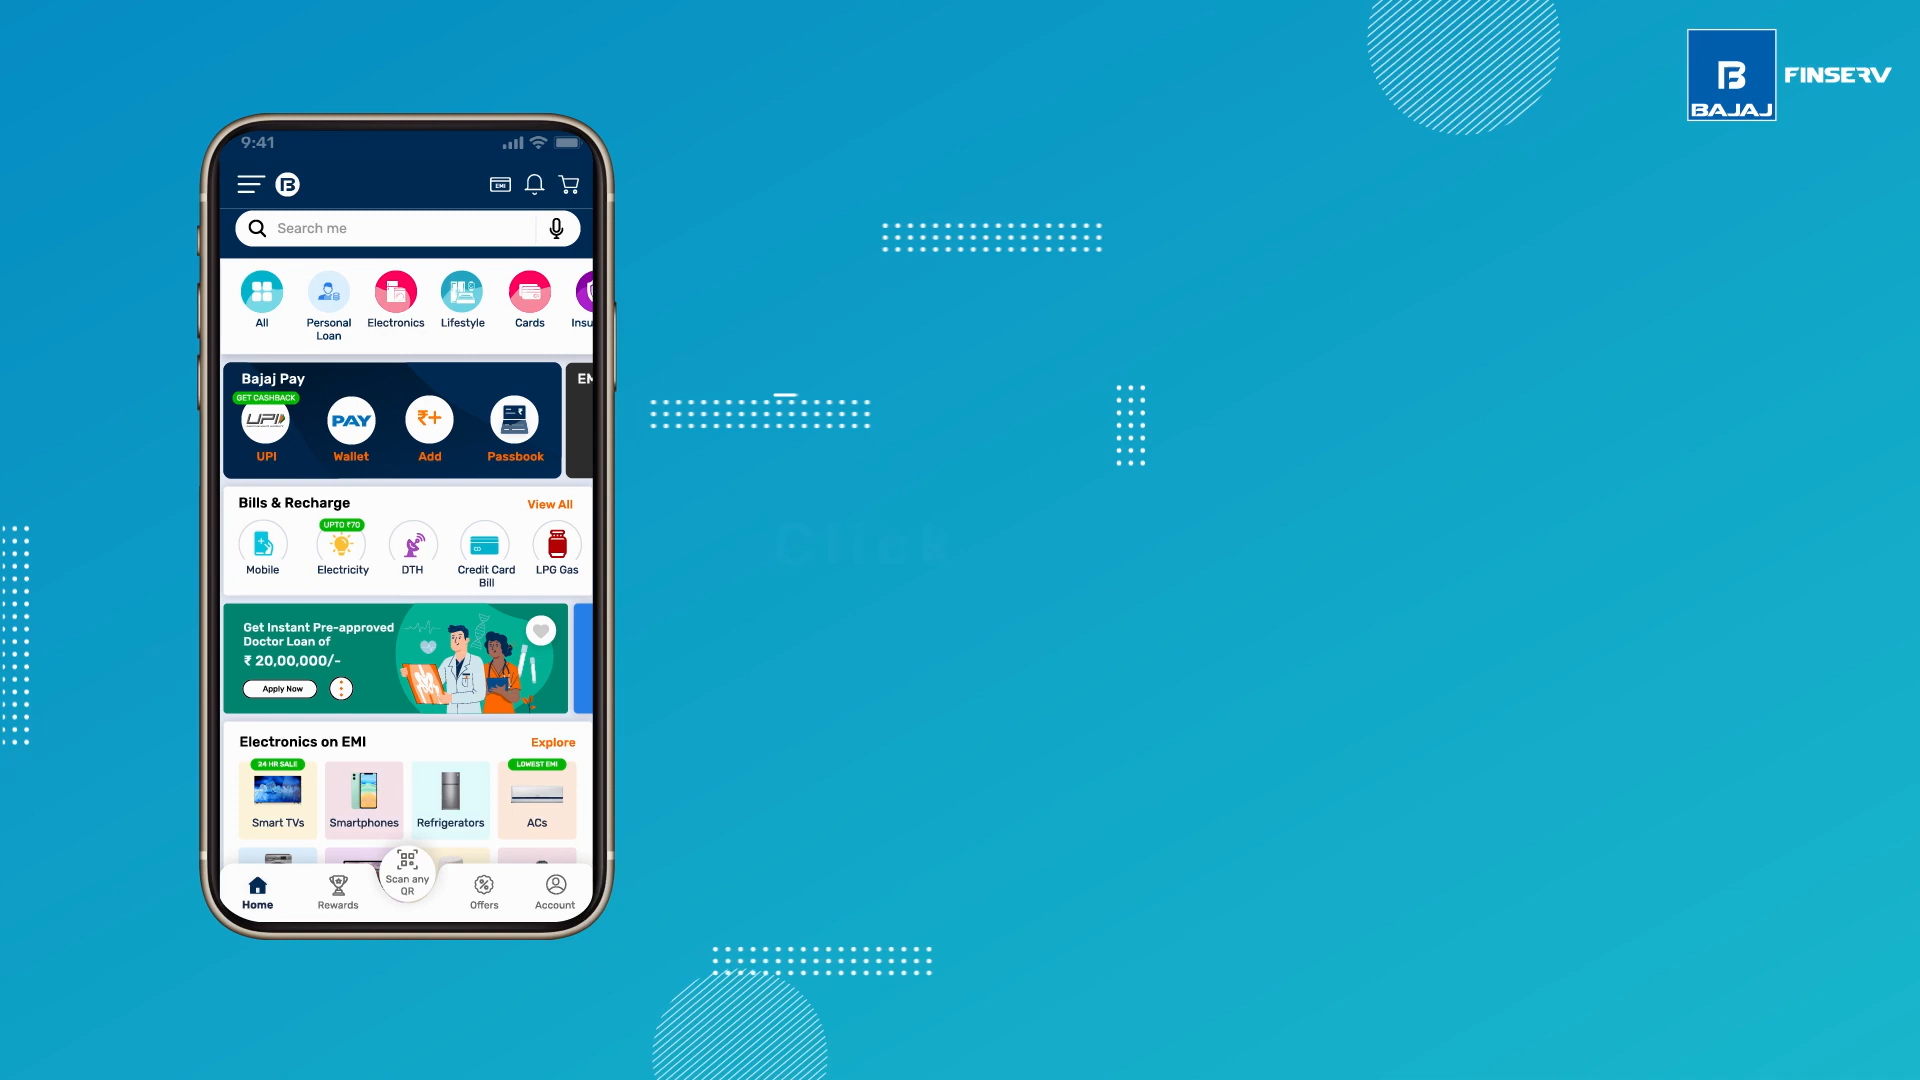 BAJAJ
FINSERV
9:41
EMI
Search me
All
Personal
Loan
Electronics
Lifestyle
Cards
Insu
Bajaj Pay
EM
GET CASHBACK
UPI
PAY
₹+
UPI
Wallet
Add
Passbook
Bills & Recharge
View All
UPTO ₹70
Mobile
Electricity
DTH
Credit Card
Bill
LPG Gas
Click
Get Instant Pre-approved
Doctor Loan of
₹ 20,00,000/-
Apply Now
Electronics on EMI
Explore
24 HR SALE
LOWEST EMI
Smart TVs
Smartphones
Refrigerators
ACs
Scan any
QR
Home
Rewards
Offers
Account